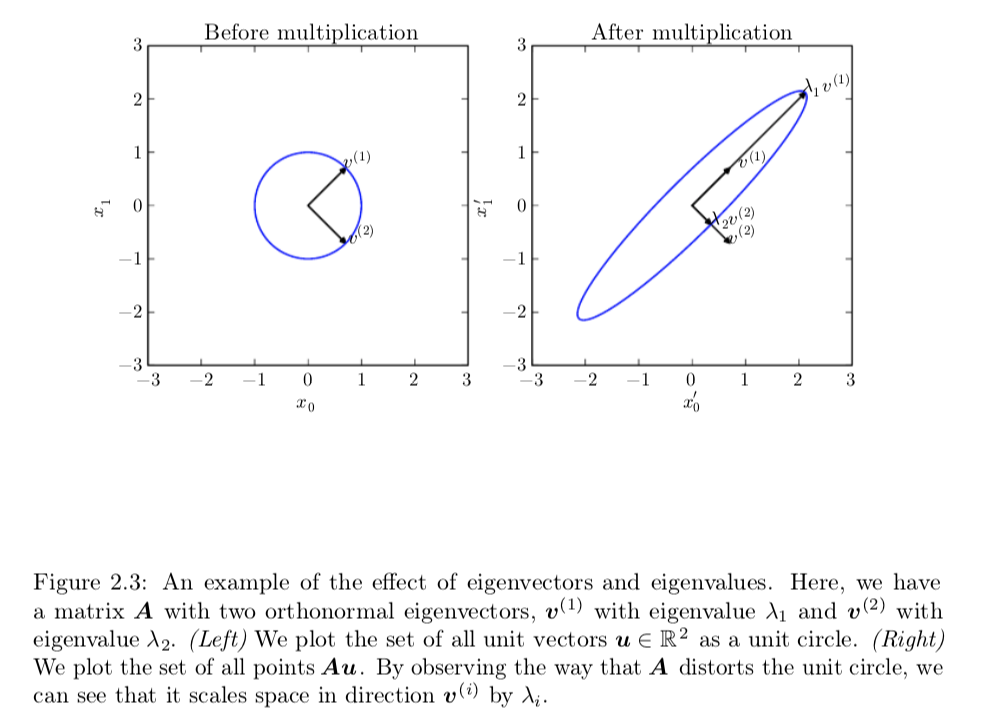 Before multiplication
3
2
1
0
−1
−2
−3
−3 −2 −1 0 1 2 3
x₀
x₁
v⁽¹⁾
v⁽²⁾
After multiplication
3
2
1
0
−1
−2
−3
−3 −2 −1 0 1 2 3
x′₀
x′₁
λ₁ v⁽¹⁾
v⁽¹⁾
λ₂v⁽²⁾
v⁽²⁾
Figure 2.3: An example of the effect of eigenvectors and eigenvalues. Here, we have
a matrix A with two orthonormal eigenvectors, v⁽¹⁾ with eigenvalue λ₁ and v⁽²⁾ with
eigenvalue λ₂. (Left) We plot the set of all unit vectors u ∈ ℝ² as a unit circle. (Right)
We plot the set of all points Au. By observing the way that A distorts the unit circle, we
can see that it scales space in direction v⁽ⁱ⁾ by λᵢ.